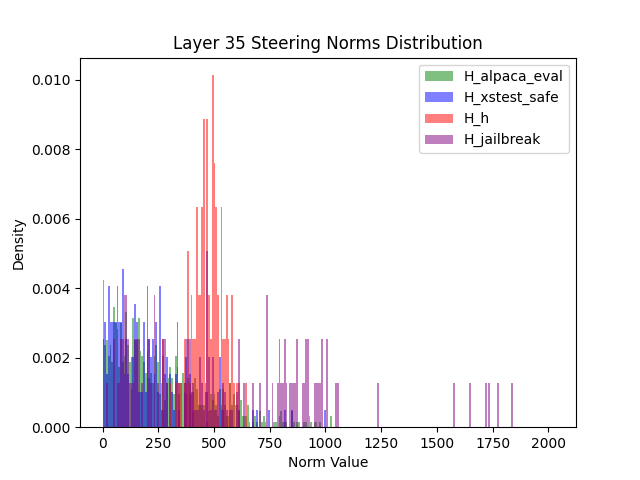 Layer 35 Steering Norms Distribution
H_alpaca_eval
H_xstest_safe
H_h
H_jailbreak
0.010
0.008
0.006
0.004
0.002
0.000
Density
0
250
500
750
1000
1250
1500
1750
2000
Norm Value